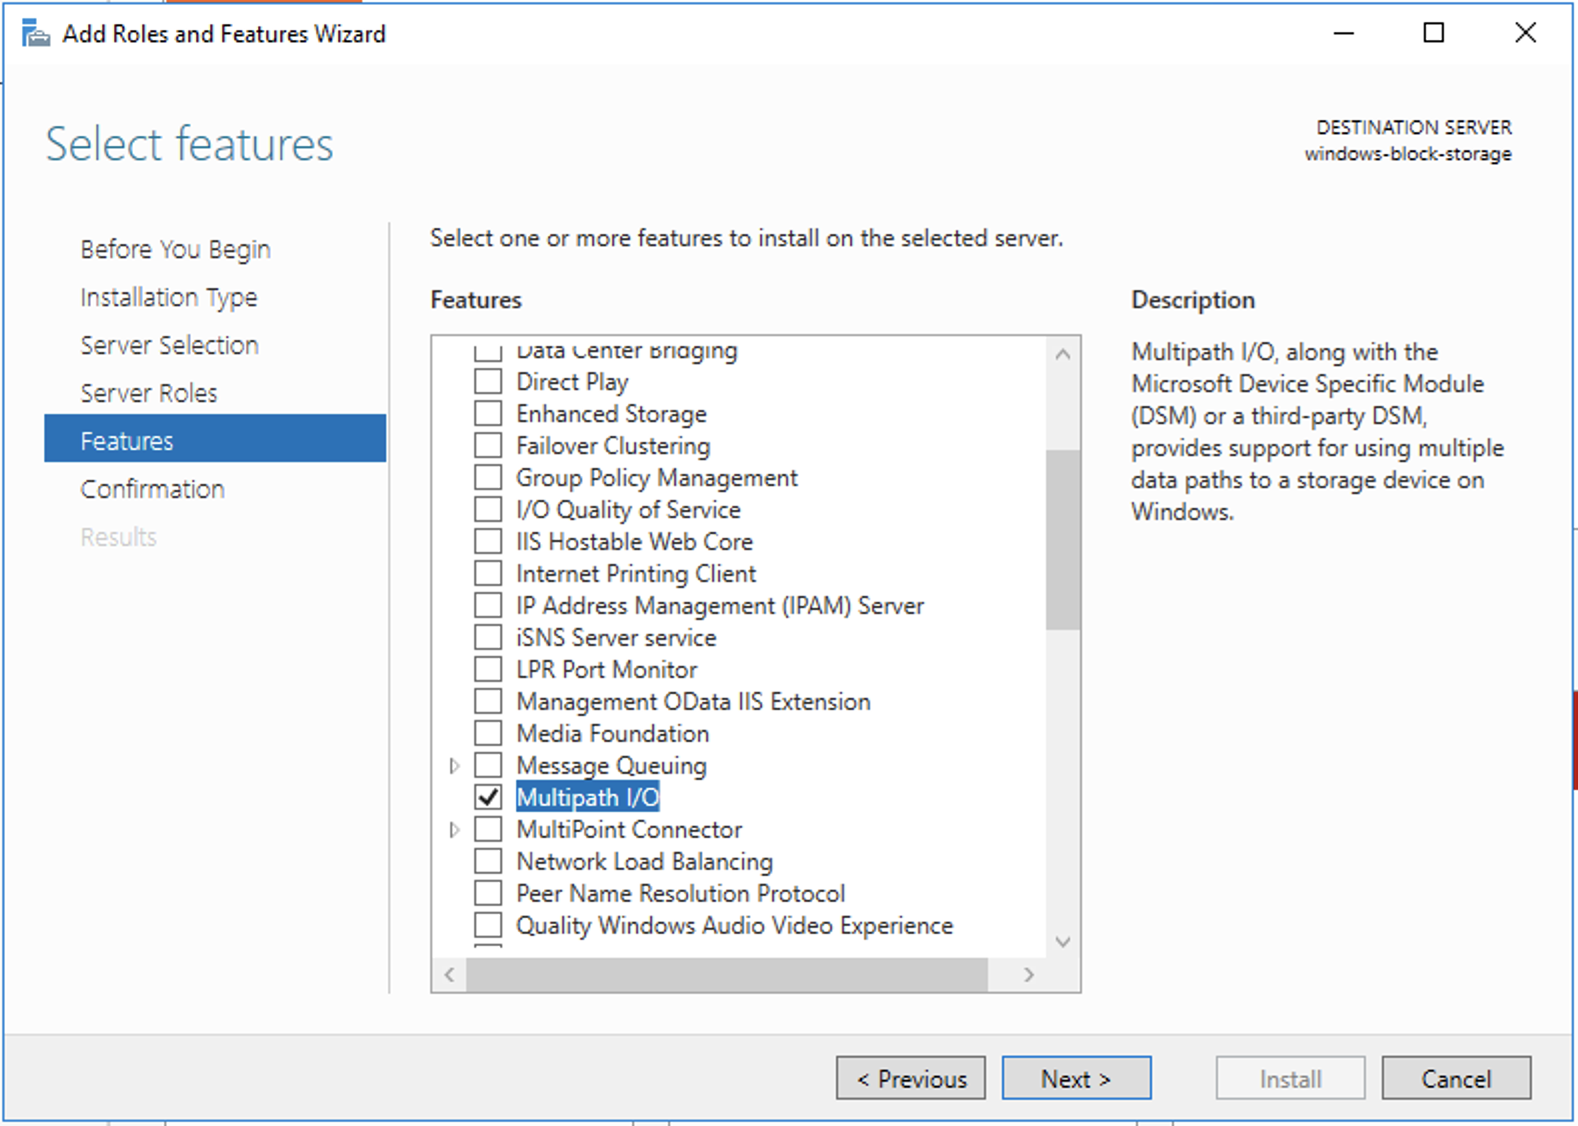 Add Roles and Features Wizard
Select features
DESTINATION SERVER
windows-block-storage
Before You Begin
Installation Type
Server Selection
Server Roles
Features
Confirmation
Results
Select one or more features to install on the selected server.
Features
Data Center Bridging
Direct Play
Enhanced Storage
Failover Clustering
Group Policy Management
I/O Quality of Service
IIS Hostable Web Core
Internet Printing Client
IP Address Management (IPAM) Server
iSNS Server service
LPR Port Monitor
Management OData IIS Extension
Media Foundation
Message Queuing
Multipath I/O
MultiPoint Connector
Network Load Balancing
Peer Name Resolution Protocol
Quality Windows Audio Video Experience
Description
Multipath I/O, along with the
Microsoft Device Specific Module
(DSM) or a third-party DSM,
provides support for using multiple
data paths to a storage device on
Windows.
< Previous
Next >
Install
Cancel